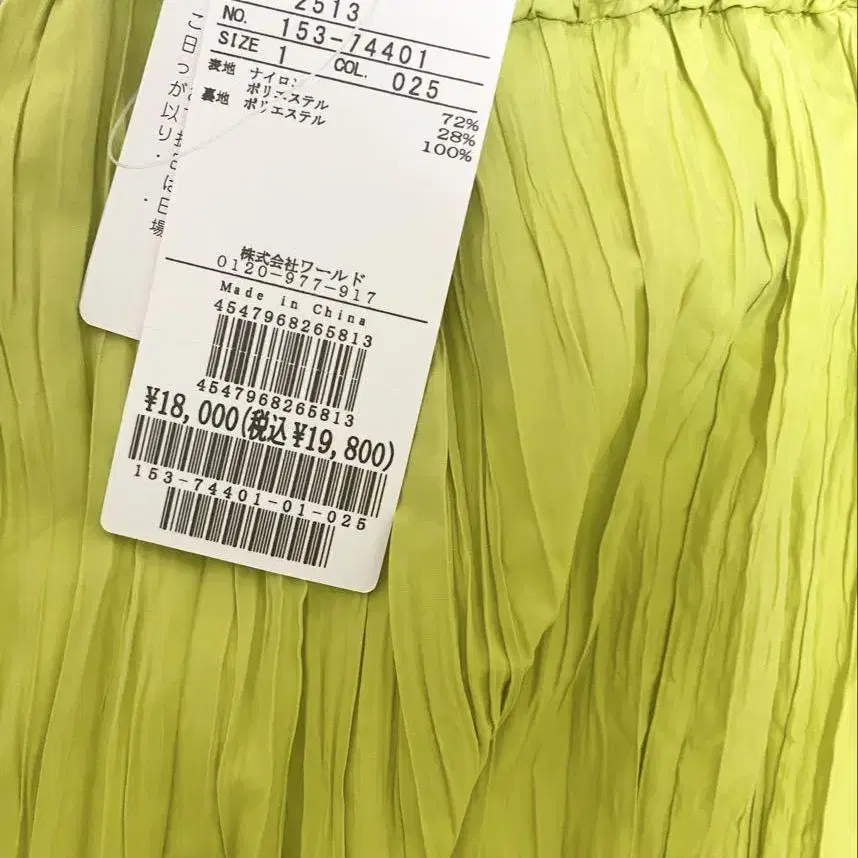 2513
NO. 153-74401
SIZE 1 COL. 025
表地 ナイロン 72%
ポリエステル 28%
裏地 ポリエステル 100%
株式会社ワールド
0120-977-917
Made in China
4547968265813
4547968265813
¥18,000(税込¥19,800)
153-74401-01-025